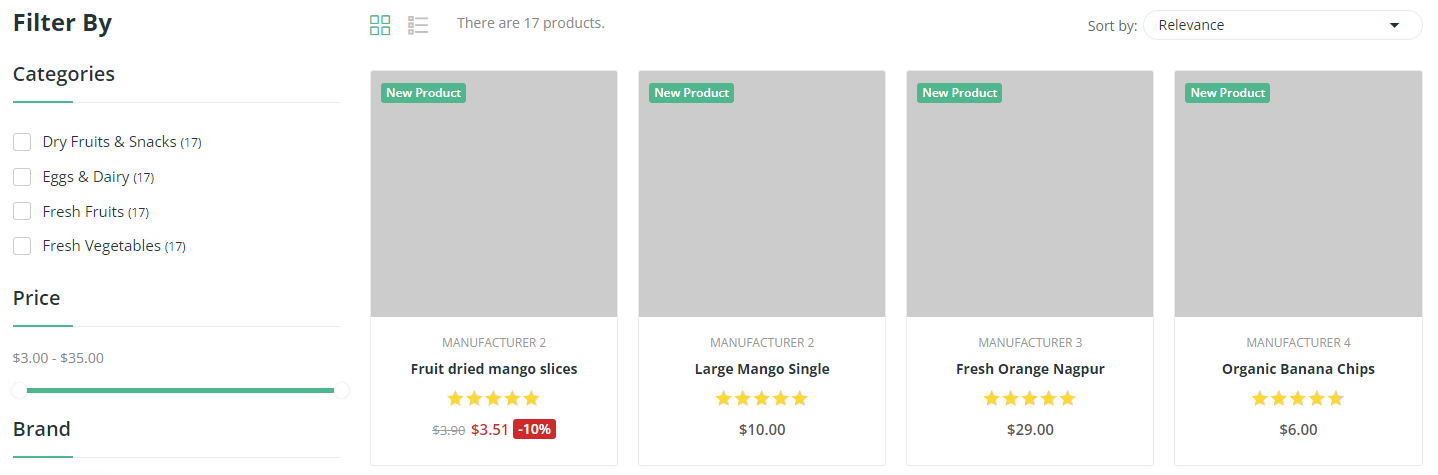 Filter By
Categories
Dry Fruits & Snacks (17)
Eggs & Dairy (17)
Fresh Fruits (17)
Fresh Vegetables (17)
Price
$3.00 - $35.00
Brand
There are 17 products.
Sort by: Relevance
New Product
MANUFACTURER 2
Fruit dried mango slices
$3.90 $3.51 -10%
New Product
MANUFACTURER 2
Large Mango Single
$10.00
New Product
MANUFACTURER 3
Fresh Orange Nagpur
$29.00
New Product
MANUFACTURER 4
Organic Banana Chips
$6.00